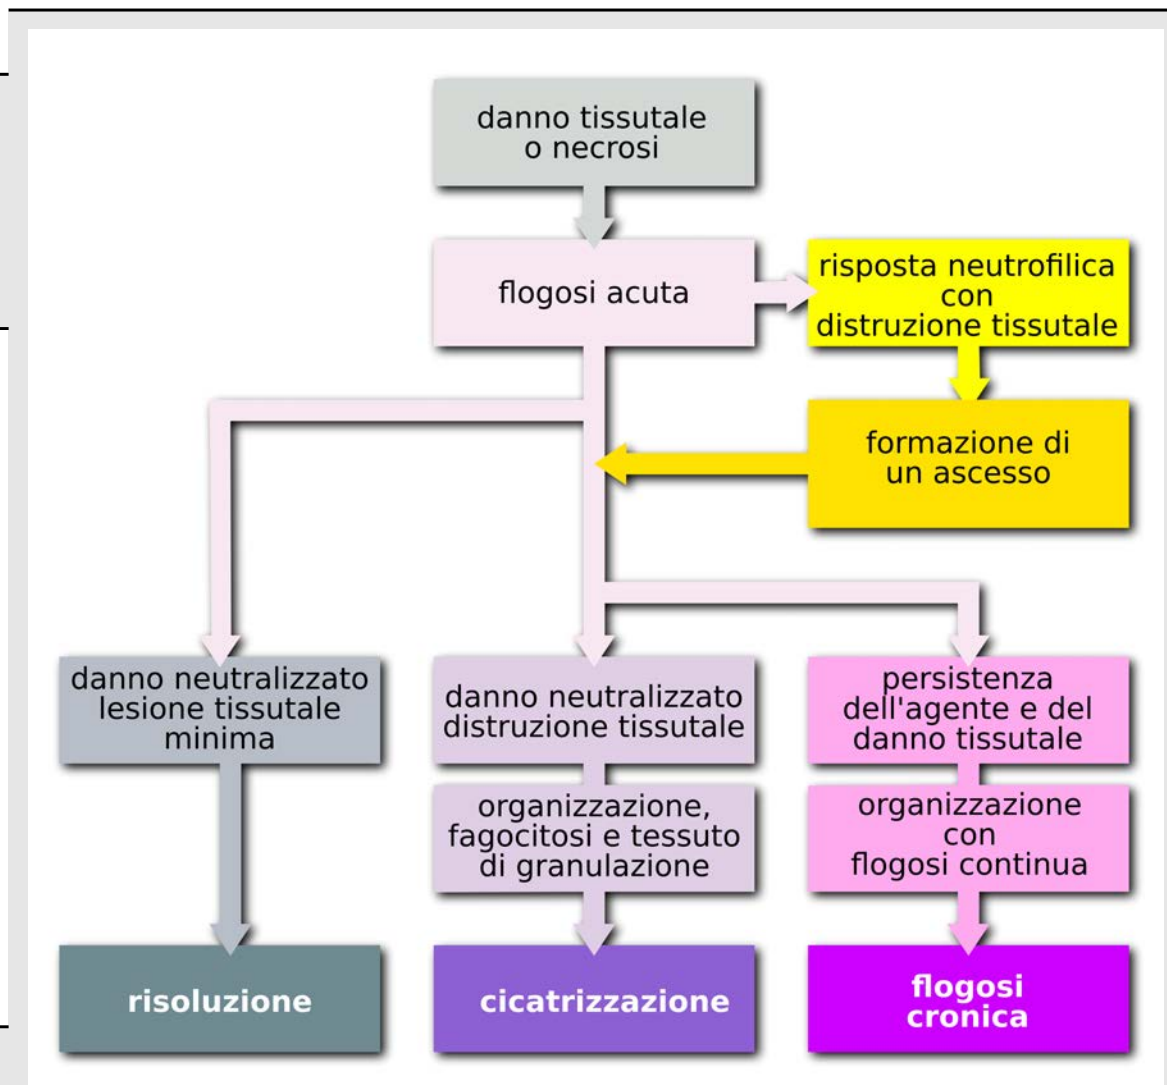 danno tissutale
o necrosi
flogosi acuta
risposta neutrofilica
con
distruzione tissutale
formazione di
un ascesso
danno neutralizzato
lesione tissutale
minima
danno neutralizzato
distruzione tissutale
persistenza
dell'agente e del
danno tissutale
organizzazione,
fagocitosi e tessuto
di granulazione
organizzazione
con
flogosi continua
risoluzione
cicatrizzazione
flogosi
cronica